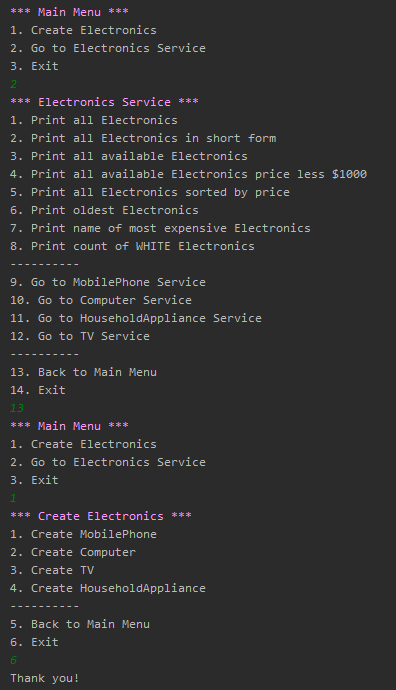 *** Main Menu ***
1. Create Electronics
2. Go to Electronics Service
3. Exit
2
*** Electronics Service ***
1. Print all Electronics
2. Print all Electronics in short form
3. Print all available Electronics
4. Print all available Electronics price less $1000
5. Print all Electronics sorted by price
6. Print oldest Electronics
7. Print name of most expensive Electronics
8. Print count of WHITE Electronics
----------
9. Go to MobilePhone Service
10. Go to Computer Service
11. Go to HouseholdAppliance Service
12. Go to TV Service
----------
13. Back to Main Menu
14. Exit
13
*** Main Menu ***
1. Create Electronics
2. Go to Electronics Service
3. Exit
1
*** Create Electronics ***
1. Create MobilePhone
2. Create Computer
3. Create TV
4. Create HouseholdAppliance
----------
5. Back to Main Menu
6. Exit
6
Thank you!